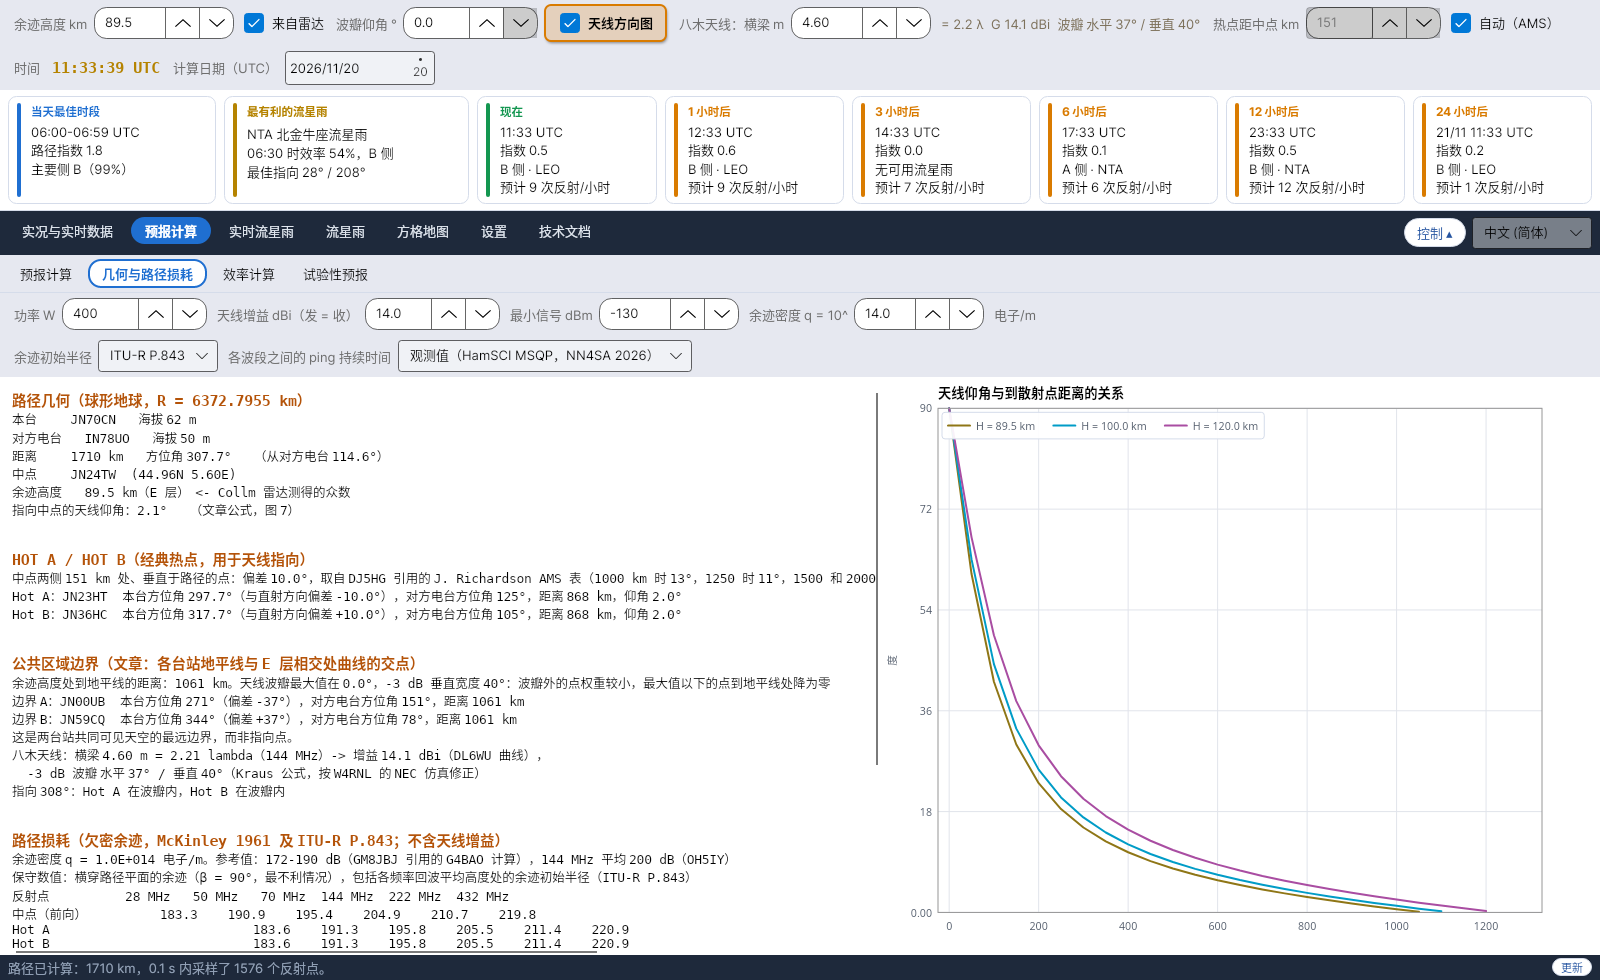 余迹高度 km 89.5 来自雷达 波瓣仰角 ° 0.0 天线方向图 八木天线：横梁 m 4.60 = 2.2 λ G 14.1 dBi 波瓣 水平 37° / 垂直 40° 热点距中点 km 151 自动（AMS）
时间 11:33:39 UTC 计算日期（UTC） 2026/11/20 20
当天最佳时段
06:00-06:59 UTC
路径指数 1.8
主要侧 B（99%）
最有利的流星雨
NTA 北金牛座流星雨
06:30 时效率 54%，B 侧
最佳指向 28° / 208°
现在
11:33 UTC
指数 0.5
B 侧 · LEO
预计 9 次反射/小时
1 小时后
12:33 UTC
指数 0.6
B 侧 · LEO
预计 9 次反射/小时
3 小时后
14:33 UTC
指数 0.0
无可用流星雨
预计 7 次反射/小时
6 小时后
17:33 UTC
指数 0.1
A 侧 · NTA
预计 6 次反射/小时
12 小时后
23:33 UTC
指数 0.5
B 侧 · NTA
预计 12 次反射/小时
24 小时后
21/11 11:33 UTC
指数 0.2
B 侧 · LEO
预计 1 次反射/小时
实况与实时数据 预报计算 实时流星雨 流星雨 方格地图 设置 技术文档 控制 ▴ 中文 (简体)
预报计算 几何与路径损耗 效率计算 试验性预报
功率 W 400 天线增益 dBi（发 = 收） 14.0 最小信号 dBm -130 余迹密度 q = 10^ 14.0 电子/m
余迹初始半径 ITU-R P.843 各波段之间的 ping 持续时间 观测值（HamSCI MSQP，NN4SA 2026）
路径几何（球形地球，R = 6372.7955 km）
本台 JN70CN 海拔 62 m
对方电台 IN78UO 海拔 50 m
距离 1710 km 方位角 307.7° （从对方电台 114.6°）
中点 JN24TW (44.96N 5.60E)
余迹高度 89.5 km（E 层） <- Collm 雷达测得的众数
指向中点的天线仰角：2.1° （文章公式，图 7）
HOT A / HOT B（经典热点，用于天线指向）
中点两侧 151 km 处、垂直于路径的点：偏差 10.0°，取自 DJ5HG 引用的 J. Richardson AMS 表（1000 km 时 13°，1250 时 11°，1500 和 2000
Hot A：JN23HT 本台方位角 297.7°（与直射方向偏差 -10.0°），对方电台方位角 125°，距离 868 km，仰角 2.0°
Hot B：JN36HC 本台方位角 317.7°（与直射方向偏差 +10.0°），对方电台方位角 105°，距离 868 km，仰角 2.0°
公共区域边界（文章：各台站地平线与 E 层相交处曲线的交点）
余迹高度处到地平线的距离：1061 km。天线波瓣最大值在 0.0°，-3 dB 垂直宽度 40°：波瓣外的点权重较小，最大值以下的点到地平线处降为零
边界 A：JN00UB 本台方位角 271°（偏差 -37°），对方电台方位角 151°，距离 1061 km
边界 B：JN59CQ 本台方位角 344°（偏差 +37°），对方电台方位角 78°，距离 1061 km
这是两台站共同可见天空的最远边界，而非指向点。
八木天线：横梁 4.60 m = 2.21 lambda（144 MHz）-> 增益 14.1 dBi（DL6WU 曲线），
-3 dB 波瓣 水平 37° / 垂直 40°（Kraus 公式，按 W4RNL 的 NEC 仿真修正）
指向 308°：Hot A 在波瓣内，Hot B 在波瓣内
路径损耗（欠密余迹，McKinley 1961 及 ITU-R P.843；不含天线增益）
余迹密度 q = 1.0E+014 电子/m。参考值：172-190 dB（GM8JBJ 引用的 G4BAO 计算），144 MHz 平均 200 dB（OH5IY）
保守数值：横穿路径平面的余迹（β = 90°，最不利情况），包括各频率回波平均高度处的余迹初始半径（ITU-R P.843）
反射点 28 MHz 50 MHz 70 MHz 144 MHz 222 MHz 432 MHz
中点（前向） 183.3 190.9 195.4 204.9 210.7 219.8
Hot A 183.6 191.3 195.8 205.5 211.4 220.9
Hot B 183.6 191.3 195.8 205.5 211.4 220.9
天线仰角与到散射点距离的关系
H = 89.5 km H = 100.0 km H = 120.0 km
度
90
72
54
36
18
0.00
0 200 400 600 800 1000 1200
路径已计算：1710 km，0.1 s 内采样了 1576 个反射点。 更新